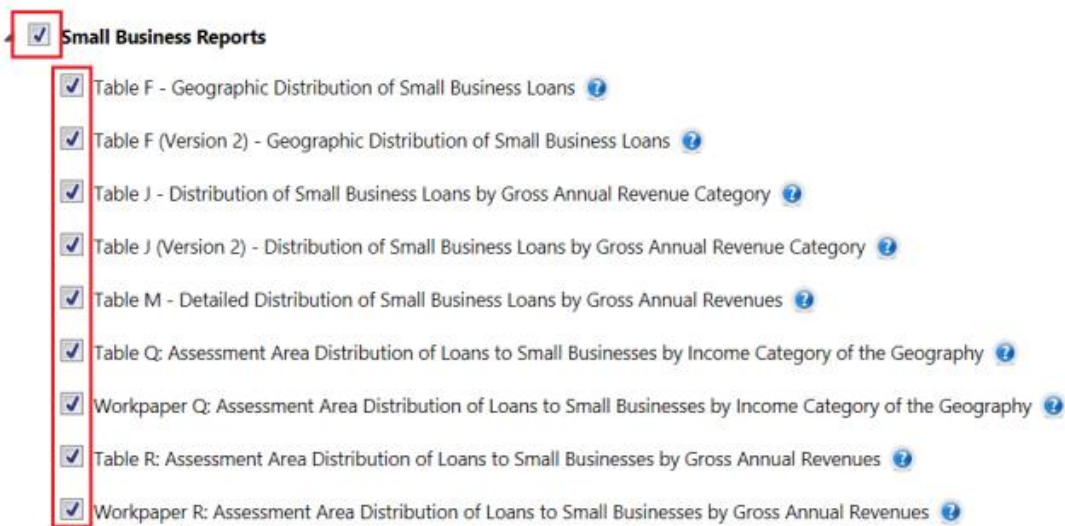 Small Business Reports
Table F - Geographic Distribution of Small Business Loans
Table F (Version 2) - Geographic Distribution of Small Business Loans
Table J - Distribution of Small Business Loans by Gross Annual Revenue Category
Table J (Version 2) - Distribution of Small Business Loans by Gross Annual Revenue Category
Table M - Detailed Distribution of Small Business Loans by Gross Annual Revenues
Table Q: Assessment Area Distribution of Loans to Small Businesses by Income Category of the Geography
Workpaper Q: Assessment Area Distribution of Loans to Small Businesses by Income Category of the Geography
Table R: Assessment Area Distribution of Loans to Small Businesses by Gross Annual Revenues
Workpaper R: Assessment Area Distribution of Loans to Small Businesses by Gross Annual Revenues